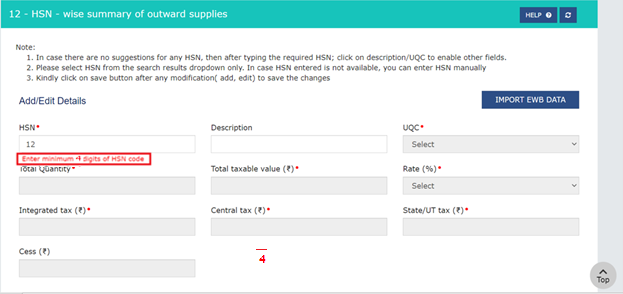 12 - HSN - wise summary of outward supplies
HELP ?
Note:
1. In case there are no suggestions for any HSN, then after typing the required HSN; click on description/UQC to enable other fields.
2. Please select HSN from the search results dropdown only. In case HSN entered is not available, you can enter HSN manually
3. Kindly click on save button after any modification( add, edit) to save the changes
Add/Edit Details
IMPORT EWB DATA
HSN•
Description
UQC•
12
Select
Enter minimum 4 digits of HSN code
Total Quantity•
Total taxable value (₹)•
Rate (%)•
Select
Integrated tax (₹)•
Central tax (₹)•
State/UT tax (₹)•
Cess (₹)
4
Top